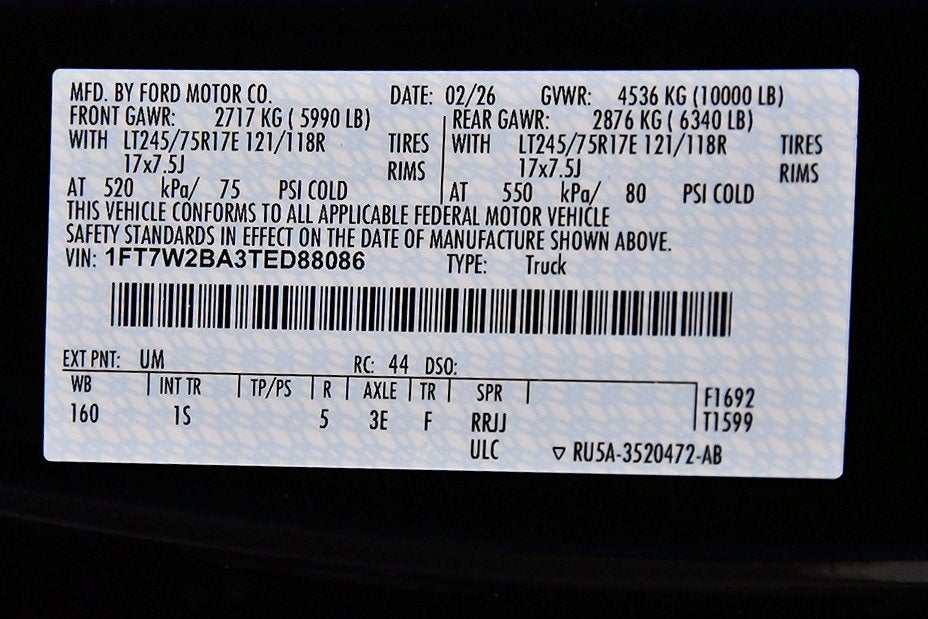 MFD. BY FORD MOTOR CO. DATE: 02/26 GVWR: 4536 KG (10000 LB)
FRONT GAWR: 2717 KG ( 5990 LB) REAR GAWR: 2876 KG ( 6340 LB)
WITH LT245/75R17E 121/118R TIRES WITH LT245/75R17E 121/118R TIRES
17x7.5J RIMS 17x7.5J RIMS
AT 520 kPa/ 75 PSI COLD AT 550 kPa/ 80 PSI COLD
THIS VEHICLE CONFORMS TO ALL APPLICABLE FEDERAL MOTOR VEHICLE
SAFETY STANDARDS IN EFFECT ON THE DATE OF MANUFACTURE SHOWN ABOVE.
VIN: 1FT7W2BA3TED88086 TYPE: Truck
EXT PNT: UM RC: 44 DSO:
WB INT TR TP/PS R AXLE TR SPR F1692
160 1S 5 3E F RRJJ T1599
ULC ▽ RU5A-3520472-AB